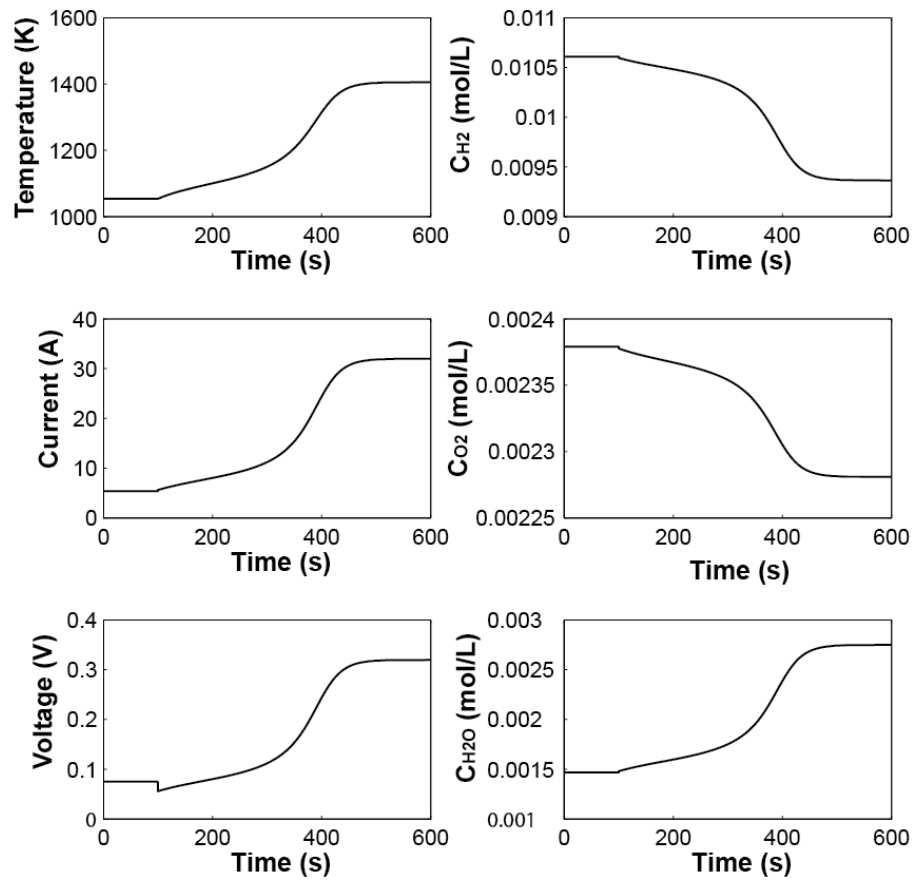 Temperature (K)
1600
1400
1200
1000
0 200 400 600
Time (s)
C_H2 (mol/L)
0.011
0.0105
0.01
0.0095
0.009
0 200 400 600
Time (s)
Current (A)
40
30
20
10
0
0 200 400 600
Time (s)
C_O2 (mol/L)
0.0024
0.00235
0.0023
0.00225
0 200 400 600
Time (s)
Voltage (V)
0.4
0.3
0.2
0.1
0
0 200 400 600
Time (s)
C_H2O (mol/L)
0.003
0.0025
0.002
0.0015
0.001
0 200 400 600
Time (s)